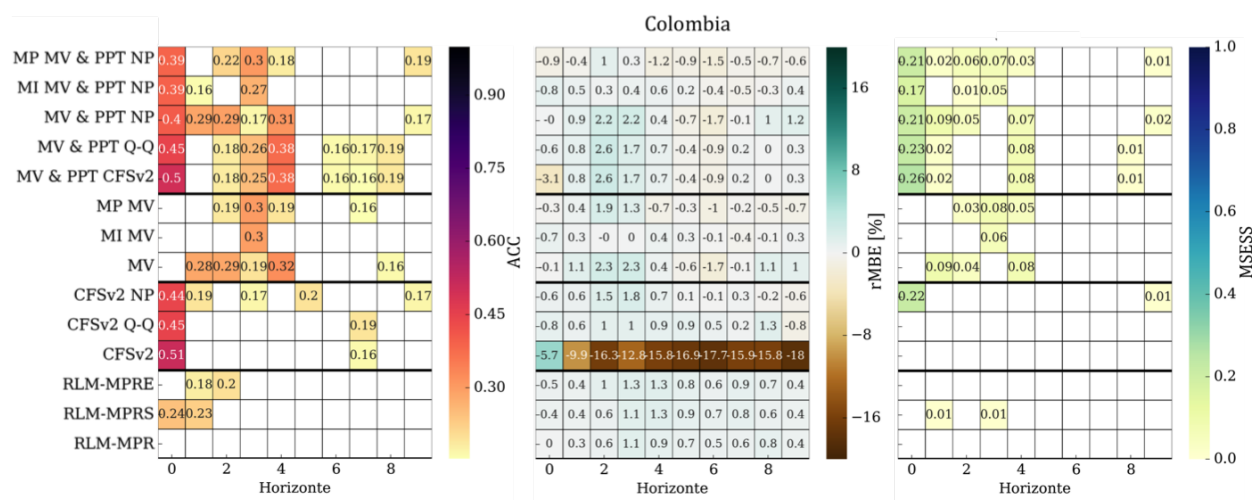 Colombia
MP MV & PPT NP 0.39 0.22 0.3 0.18 0.19 -0.9 -0.4 1 0.3 -1.2 -0.9 -1.5 -0.5 -0.7 -0.6 0.21 0.02 0.06 0.07 0.03 0.01
MI MV & PPT NP 0.39 0.16 0.27 -0.8 0.5 0.3 0.4 0.6 0.2 -0.4 -0.1 -0.3 0.4 0.17 0.01 0.05
MV & PPT NP 0.4 0.29 0.29 0.17 0.31 0.17 -0 0.9 2.2 2.2 0.4 -0.7 -1.7 -0.1 1 1.2 0.21 0.09 0.05 0.07 0.02
MV & PPT Q-Q 0.45 0.18 0.26 0.38 0.16 0.17 0.19 -0.6 0.8 2.6 1.7 0.7 -0.4 -0.9 0.2 0 0.3 0.23 0.02 0.08 0.01
MV & PPT CFSv2 0.5 0.18 0.25 0.38 0.16 0.16 0.19 -3.1 0.8 2.6 1.7 0.7 -0.4 -0.9 0.2 0 0.3 0.26 0.02 0.08 0.01
MP MV 0.19 0.3 0.19 0.16 -0.3 0.4 1.9 1.3 -0.7 -0.3 -1 -0.2 -0.5 -0.7 0.03 0.08 0.05
MI MV 0.3 -0.7 0.3 -0 0 0.4 0.3 -0.1 -0.4 -0.1 0.3 0.06
MV 0.28 0.29 0.19 0.32 0.16 -0.1 1.1 2.3 2.3 0.4 -0.6 -1.7 -0.1 1.1 1 0.09 0.04 0.08
CFSv2 NP 0.44 0.19 0.17 0.2 0.17 -0.6 0.6 1.5 1.8 0.7 0.1 -0.1 0.3 -0.2 -0.6 0.22 0.01
CFSv2 Q-Q 0.45 0.19 -0.8 0.6 1 1 0.9 0.9 0.5 0.2 1.3 -0.8
CFSv2 0.51 0.16 5.7 -9.9 -16.3 -12.8 -15.8 -16.9 -17.7 -15.9 -15.8 -18
RLM-MPRE 0.18 0.2 -0.5 0.4 1 1.3 1.3 0.8 0.6 0.9 0.7 0.4
RLM-MPRS 0.24 0.23 -0.4 0.4 0.6 1.1 1.3 0.9 0.7 0.8 0.6 0.4 0.01 0.01
RLM-MPR 0 0.3 0.6 1.1 0.9 0.7 0.5 0.6 0.8 0.4
0 2 4 6 8
Horizonte
0.90
0.75
0.60
0.45
0.30
ACC
0 2 4 6 8
Horizonte
16
8
0
−8
−16
rMBE [%]
0 2 4 6 8
Horizonte
1.0
0.9
0.8
0.7
0.6
0.5
0.4
0.3
0.2
0.1
0.0
MSESS